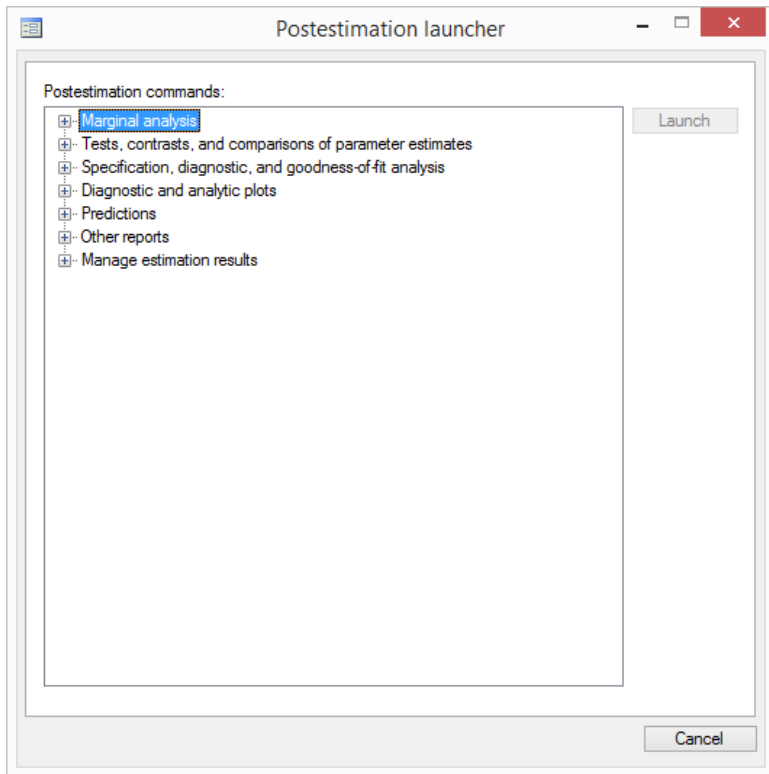 Postestimation launcher
Postestimation commands:
Marginal analysis
Launch
Tests, contrasts, and comparisons of parameter estimates
Specification, diagnostic, and goodness-of-fit analysis
Diagnostic and analytic plots
Predictions
Other reports
Manage estimation results
Cancel